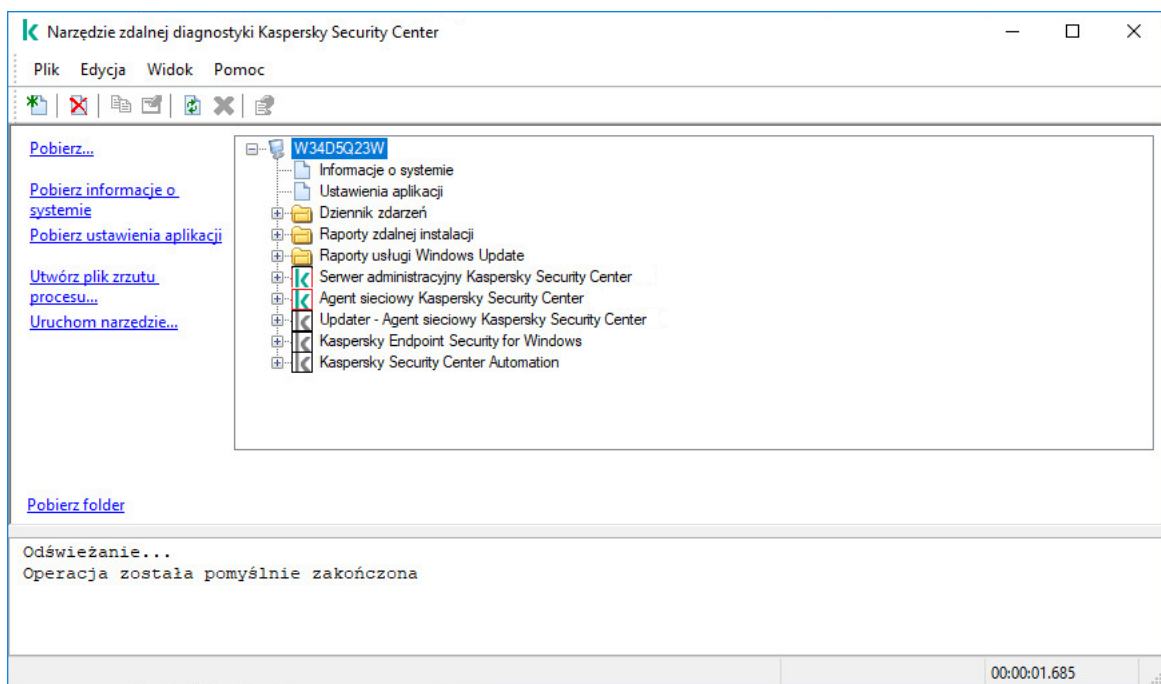 Narzędzie zdalnej diagnostyki Kaspersky Security Center
Plik Edycja Widok Pomoc
Pobierz...
Pobierz informacje o
systemie
Pobierz ustawienia aplikacji
Utwórz plik zrzutu
procesu...
Uruchom narzedzie...
Pobierz folder
W34D5Q23W
Informacje o systemie
Ustawienia aplikacji
Dziennik zdarzeń
Raporty zdalnej instalacji
Raporty usługi Windows Update
Serwer administracyjny Kaspersky Security Center
Agent sieciowy Kaspersky Security Center
Updater - Agent sieciowy Kaspersky Security Center
Kaspersky Endpoint Security for Windows
Kaspersky Security Center Automation
Odświeżanie...
Operacja została pomyślnie zakończona
00:00:01.685